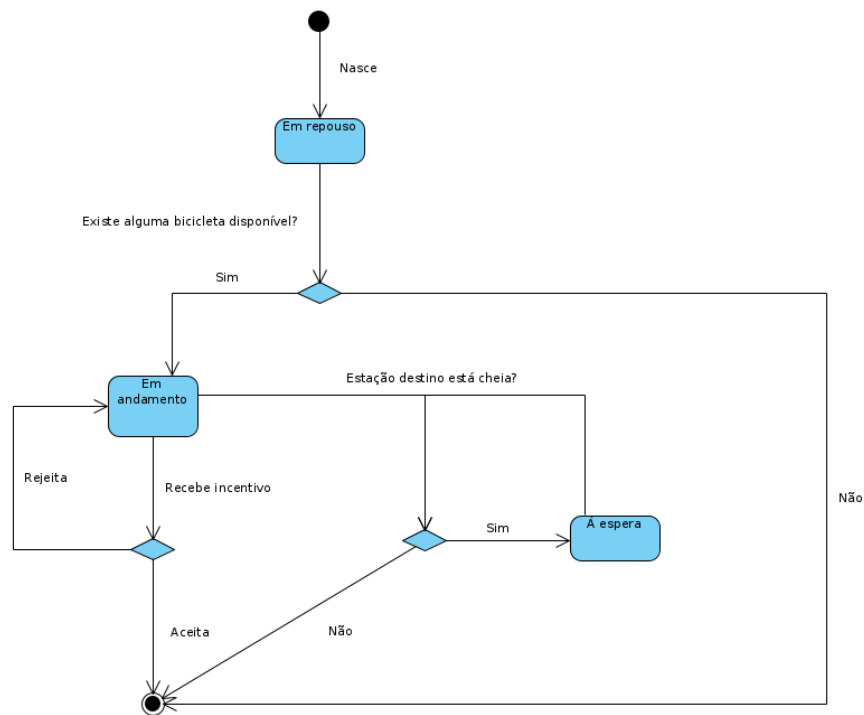 Nasce
Em repouso
Existe alguma bicicleta disponível?
Sim
Em
andamento
Estação destino está cheia?
Rejeita
Recebe incentivo
Não
Sim
Á espera
Aceita
Não